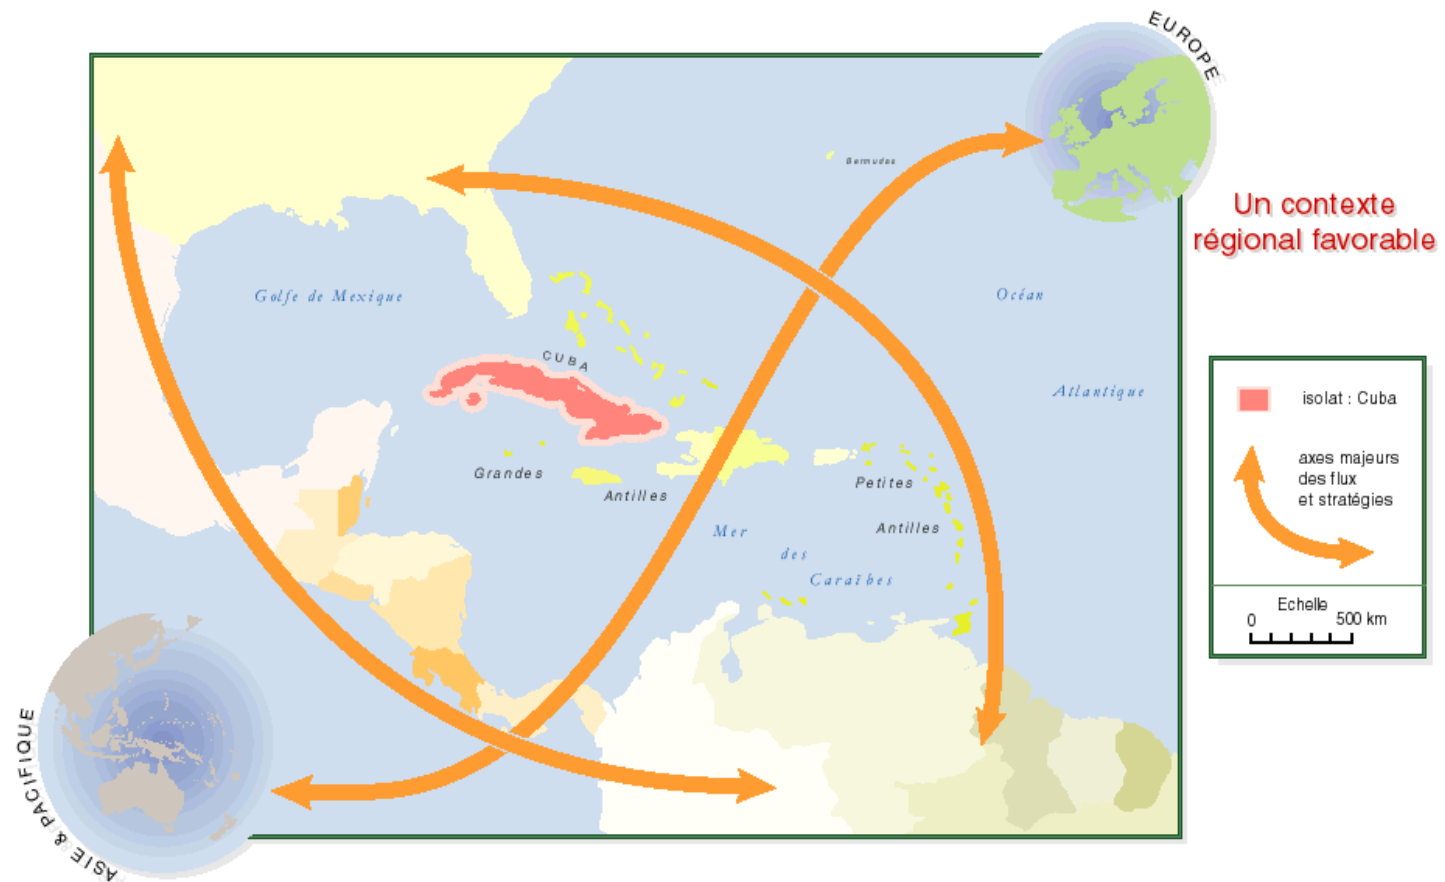 EUROPE
Bermudes
Un contexte
régional favorable
Golfe de Mexique
Océan
CUBA
Atlantique
isolat : Cuba
Grandes
Antilles
Petites
Antilles
axes majeurs
des flux
et stratégies
Mer
des
Caraïbes
Echelle
0 500 km
ASIE & PACIFIQUE